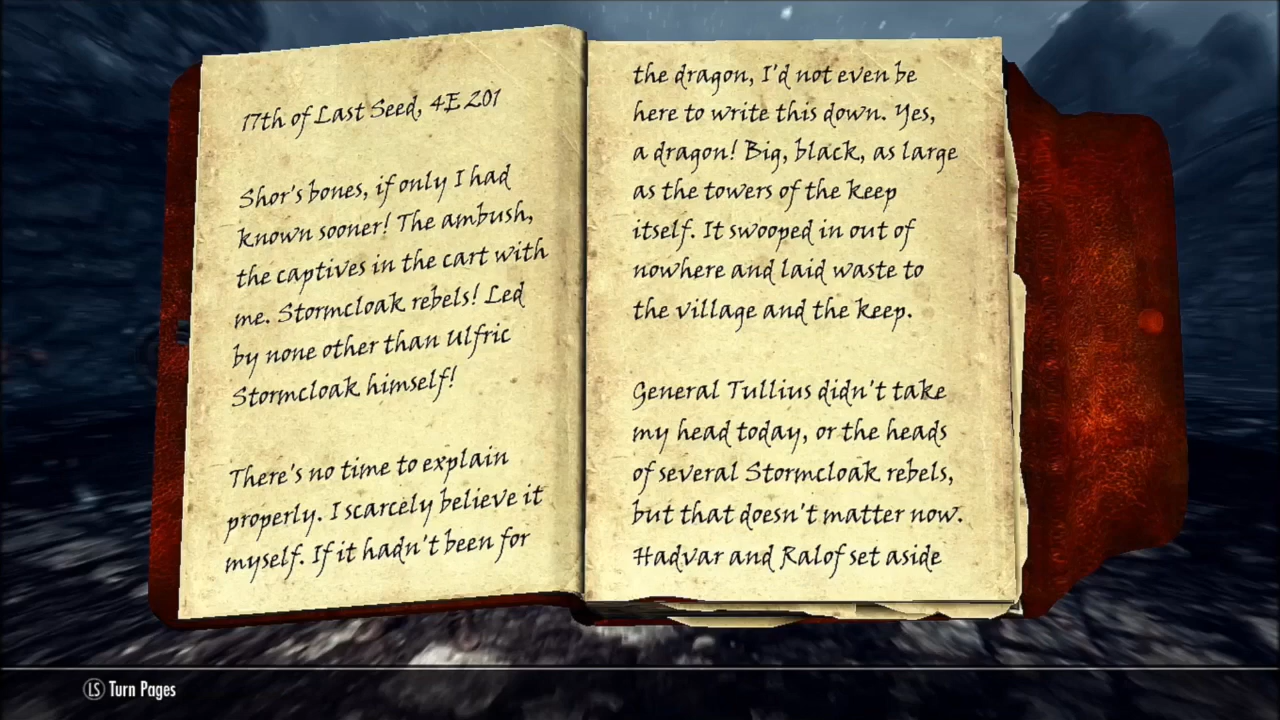 17th of Last Seed, 4E 201
Shor's bones, if only I had
known sooner! The ambush,
the captives in the cart with
me. Stormcloak rebels! Led
by none other than Ulfric
Stormcloak himself!
There's no time to explain
properly. I scarcely believe it
myself. If it hadn't been for
the dragon, I'd not even be
here to write this down. Yes,
a dragon! Big, black, as large
as the towers of the keep
itself. It swooped in out of
nowhere and laid waste to
the village and the keep.
General Tullius didn't take
my head today, or the heads
of several Stormcloak rebels,
but that doesn't matter now.
Hadvar and Ralof set aside
LS Turn Pages